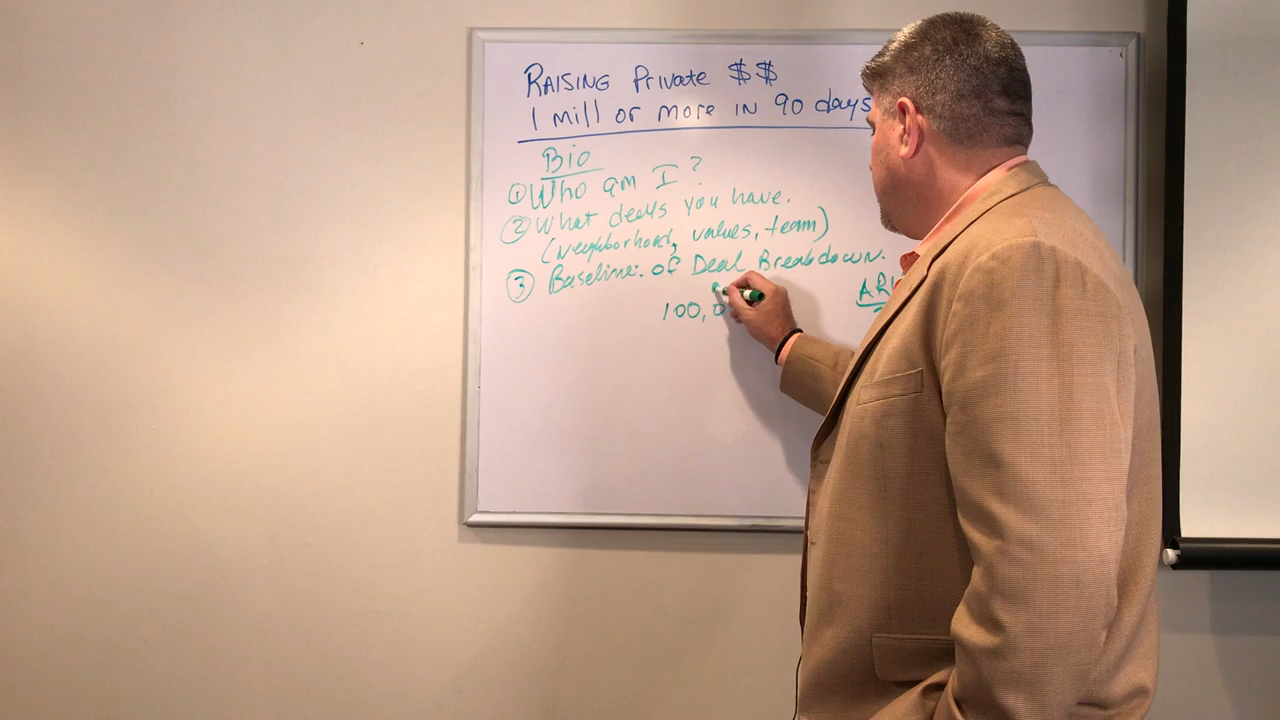 RAISING Private $$
1 mill or more IN 90 days
Bio
① Who am I?
② What deals you have.
(neighborhood, values, team)
③ Baseline: of Deal Breakdown.
100,0